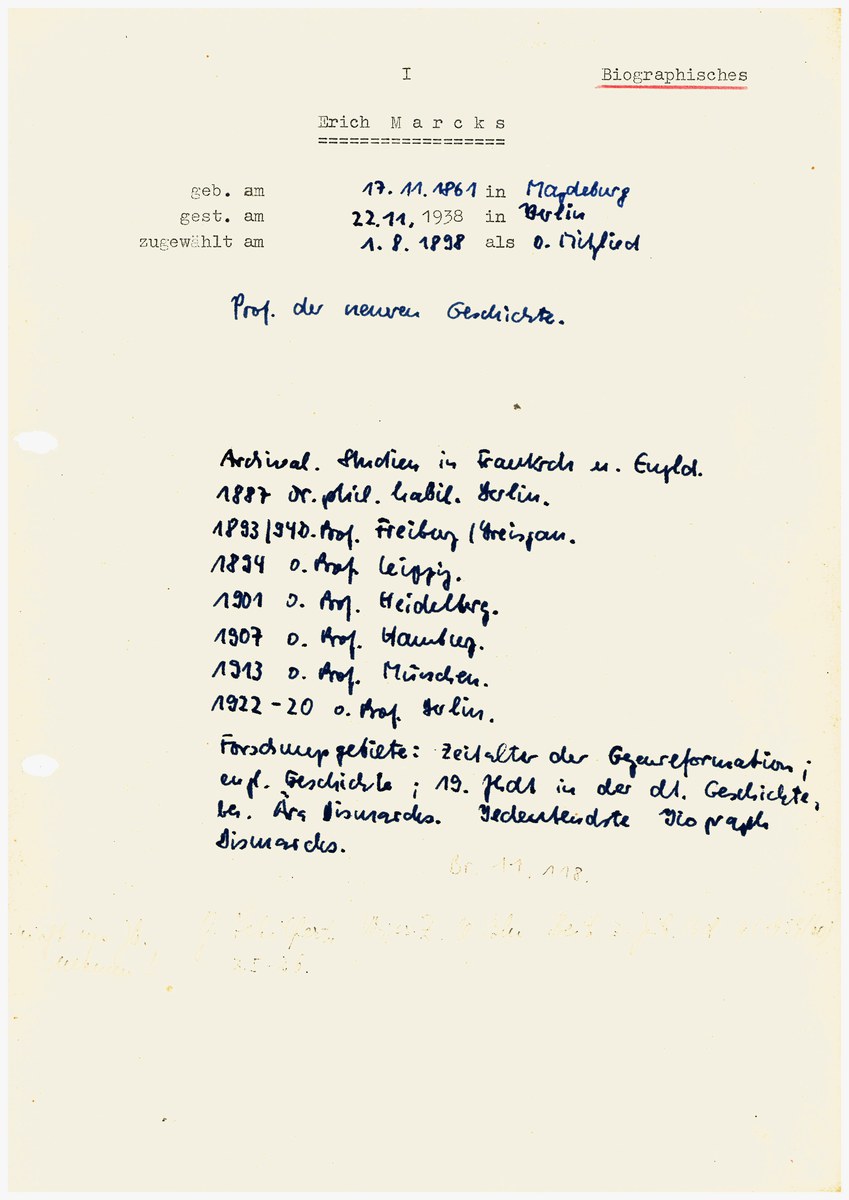 I Biographisches
Erich Marcks
geb. am 17.11.1861 in Magdeburg
gest. am 22.11.1938 in Berlin
zugewählt am 1.8.1898 als o. Mitglied
Prof. der neueren Geschichte.
Archival. Studien in Frankrch u. Engld.
1887 Dr. phil. habil. Berlin.
1893/94 o. Prof. Freiburg/Breisgau.
1894 o. Prof. Leipzig.
1901 o. Prof. Heidelberg.
1907 o. Prof. Hamburg.
1913 o. Prof. München.
1922-20 o. Prof. Berlin.
Forschungsgebiete: Zeitalter der Gegenreformation;
engl. Geschichte; 19. Jhdt in der dt. Geschichte,
bes. Ära Bismarcks. Bedeutendste Biograph
Bismarcks.